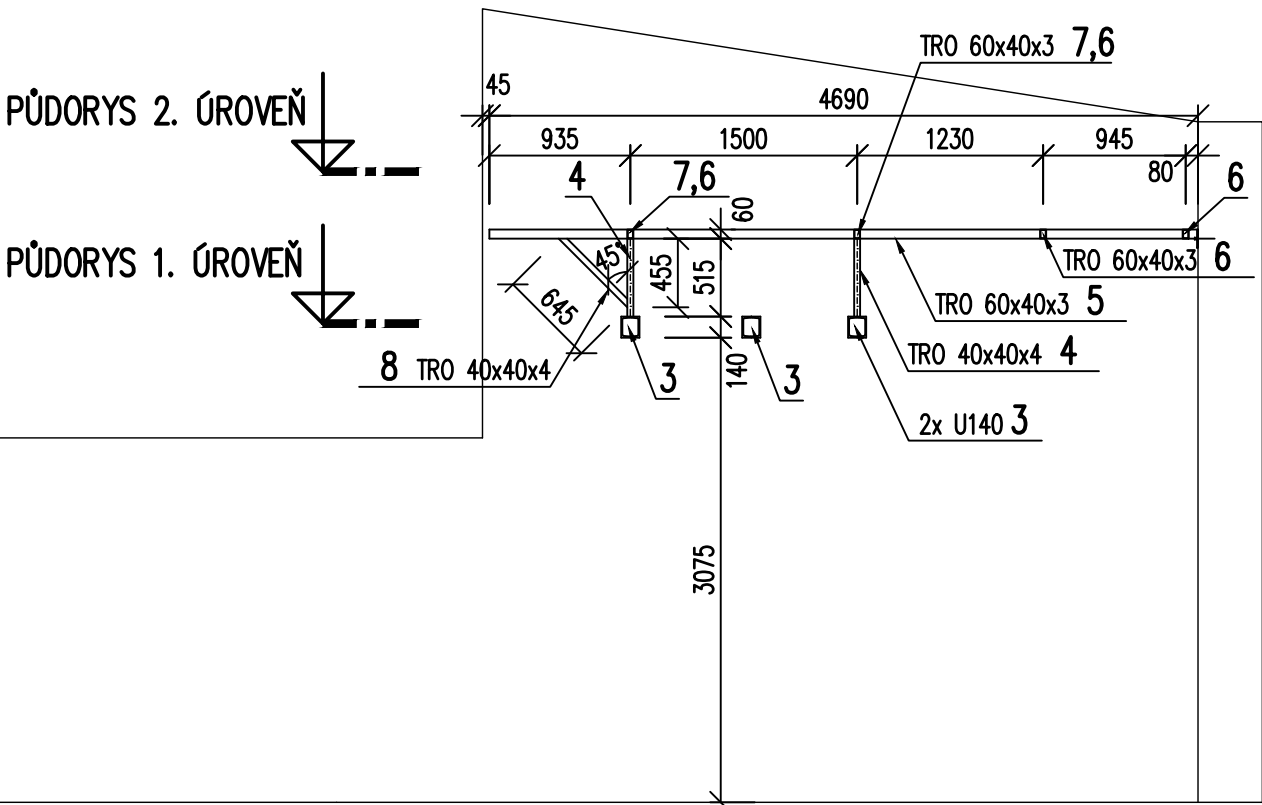 TRO 60x40x3 7,6
45
4690
PŮDORYS 2. ÚROVEŇ
935
1500
1230
945
80
4
7,6
6
60
PŮDORYS 1. ÚROVEŇ
45°
455
515
TRO 60x40x3 6
645
TRO 60x40x3 5
8 TRO 40x40x4
3
140
3
TRO 40x40x4 4
2x U140 3
3075